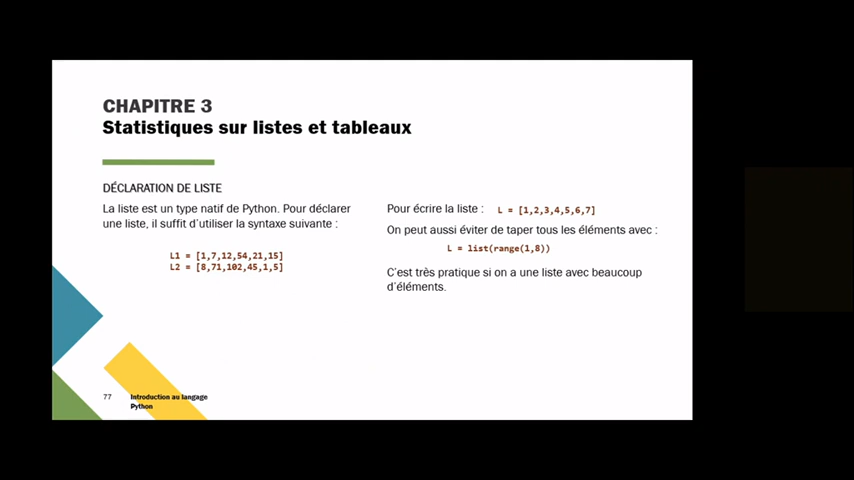 CHAPITRE 3
Statistiques sur listes et tableaux
DÉCLARATION DE LISTE
La liste est un type natif de Python. Pour déclarer
une liste, il suffit d'utiliser la syntaxe suivante :
L1 = [1,7,12,54,21,15]
L2 = [8,71,102,45,1,5]
Pour écrire la liste : L = [1,2,3,4,5,6,7]
On peut aussi éviter de taper tous les éléments avec :
L = list(range(1,8))
C'est très pratique si on a une liste avec beaucoup
d'éléments.
77 Introduction au langage
Python